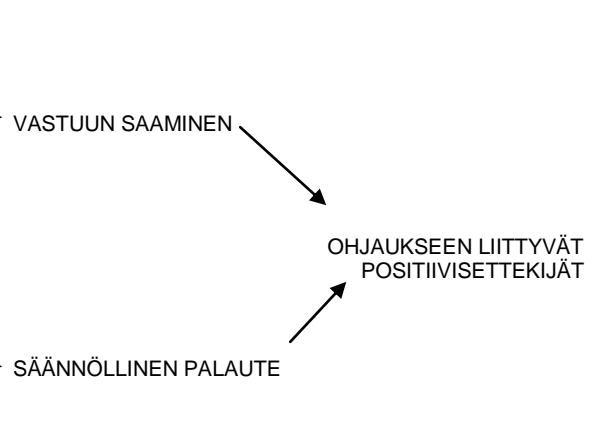 VASTUUN SAAMINEN
OHJAUKSEEN LIITTYVÄT
POSITIIVISETTEKIJÄT
SÄÄNNÖLLINEN PALAUTE